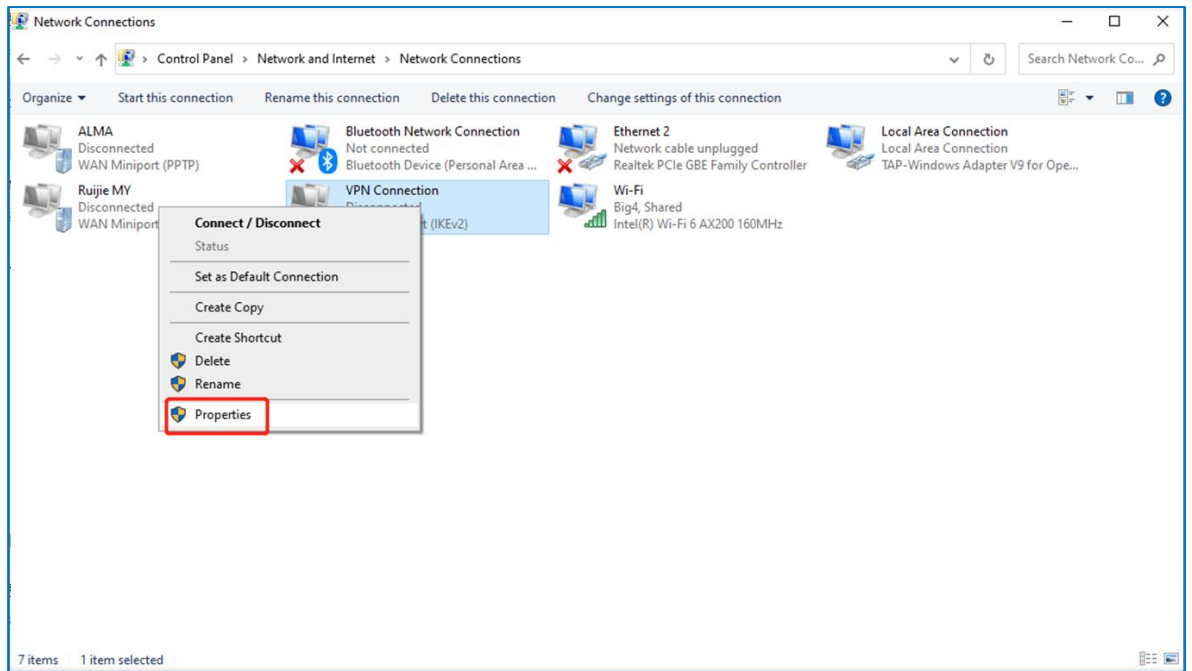 Network Connections
Control Panel > Network and Internet > Network Connections
Search Network Co...
Organize
Start this connection
Rename this connection
Delete this connection
Change settings of this connection
ALMA
Disconnected
WAN Miniport (PPTP)
Bluetooth Network Connection
Not connected
Bluetooth Device (Personal Area ...
Ethernet 2
Network cable unplugged
Realtek PCIe GBE Family Controller
Local Area Connection
Local Area Connection
TAP-Windows Adapter V9 for Ope...
Ruijie MY
Disconnected
WAN Miniport
VPN Connection
t (IKEv2)
Wi-Fi
Big4, Shared
Intel(R) Wi-Fi 6 AX200 160MHz
Connect / Disconnect
Status
Set as Default Connection
Create Copy
Create Shortcut
Delete
Rename
Properties
7 items
1 item selected